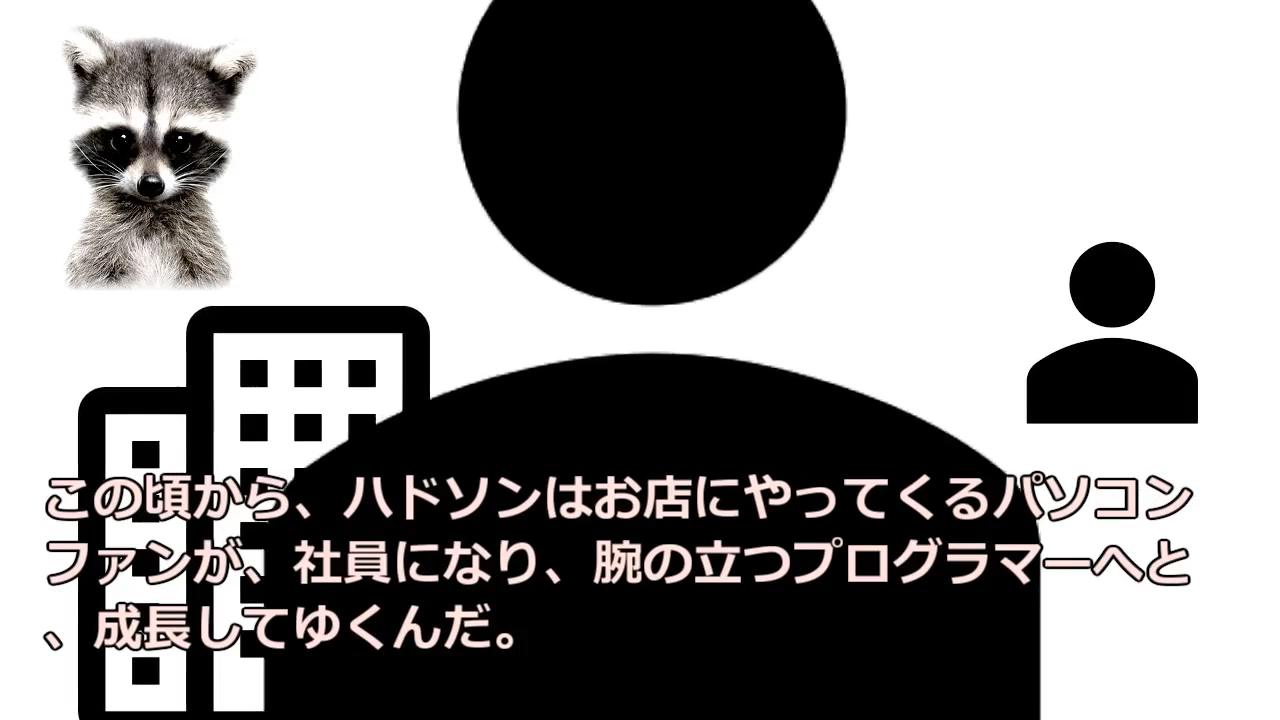 この頃から、ハドソンはお店にやってくるパソコン
ファンが、社員になり、腕の立つプログラマーへと
、成長してゆくんだ。